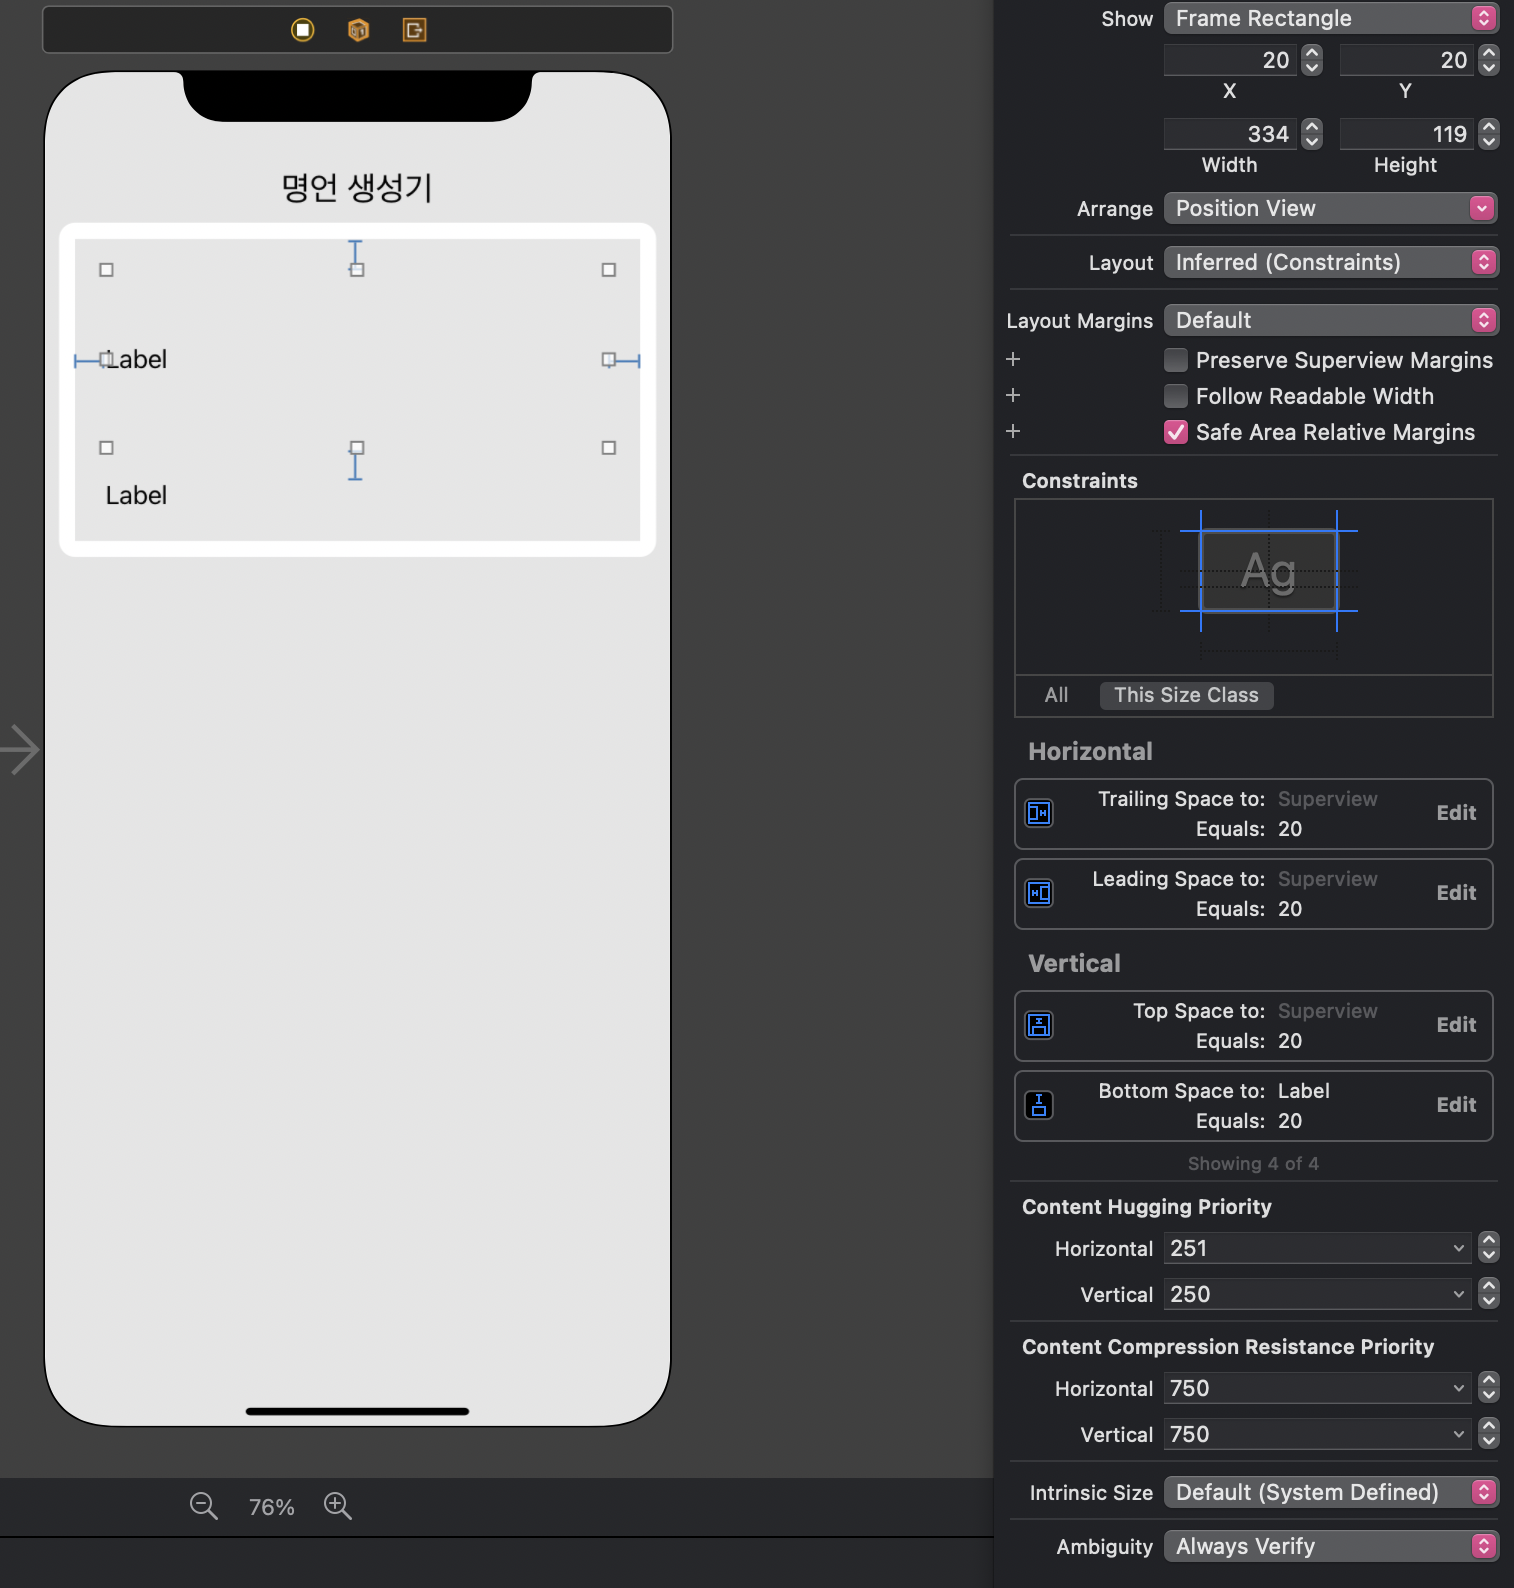 명언 생성기
Label
Label
76%
Show Frame Rectangle
20 20
X Y
334 119
Width Height
Arrange Position View
Layout Inferred (Constraints)
Layout Margins Default
+ Preserve Superview Margins
+ Follow Readable Width
+ Safe Area Relative Margins
Constraints
Ag
All This Size Class
Horizontal
Trailing Space to: Superview
Equals: 20
Edit
Leading Space to: Superview
Equals: 20
Edit
Vertical
Top Space to: Superview
Equals: 20
Edit
Bottom Space to: Label
Equals: 20
Edit
Showing 4 of 4
Content Hugging Priority
Horizontal 251
Vertical 250
Content Compression Resistance Priority
Horizontal 750
Vertical 750
Intrinsic Size Default (System Defined)
Ambiguity Always Verify